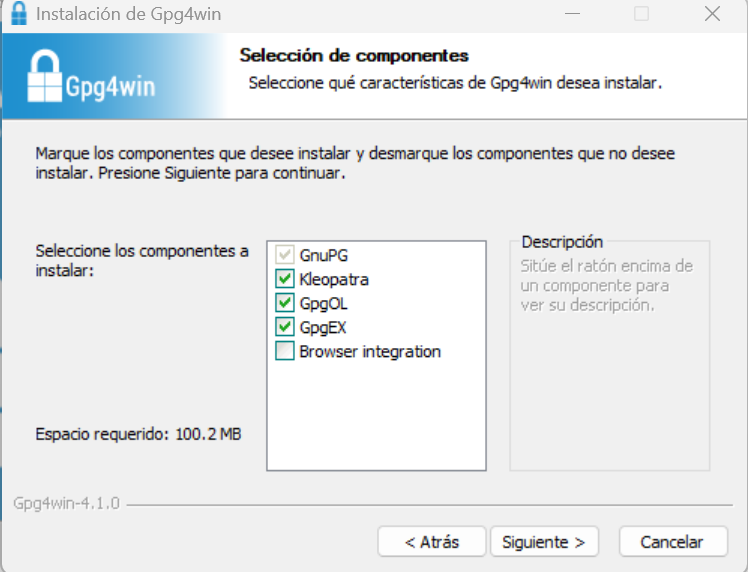 Instalación de Gpg4win
Gpg4win
Selección de componentes
Seleccione qué características de Gpg4win desea instalar.
Marque los componentes que desee instalar y desmarque los componentes que no desee
instalar. Presione Siguiente para continuar.
Seleccione los componentes a
instalar:
GnuPG
Kleopatra
GpgOL
GpgEX
Browser integration
Descripción
Sitúe el ratón encima de
un componente para
ver su descripción.
Espacio requerido: 100.2 MB
Gpg4win-4.1.0
< Atrás
Siguiente >
Cancelar